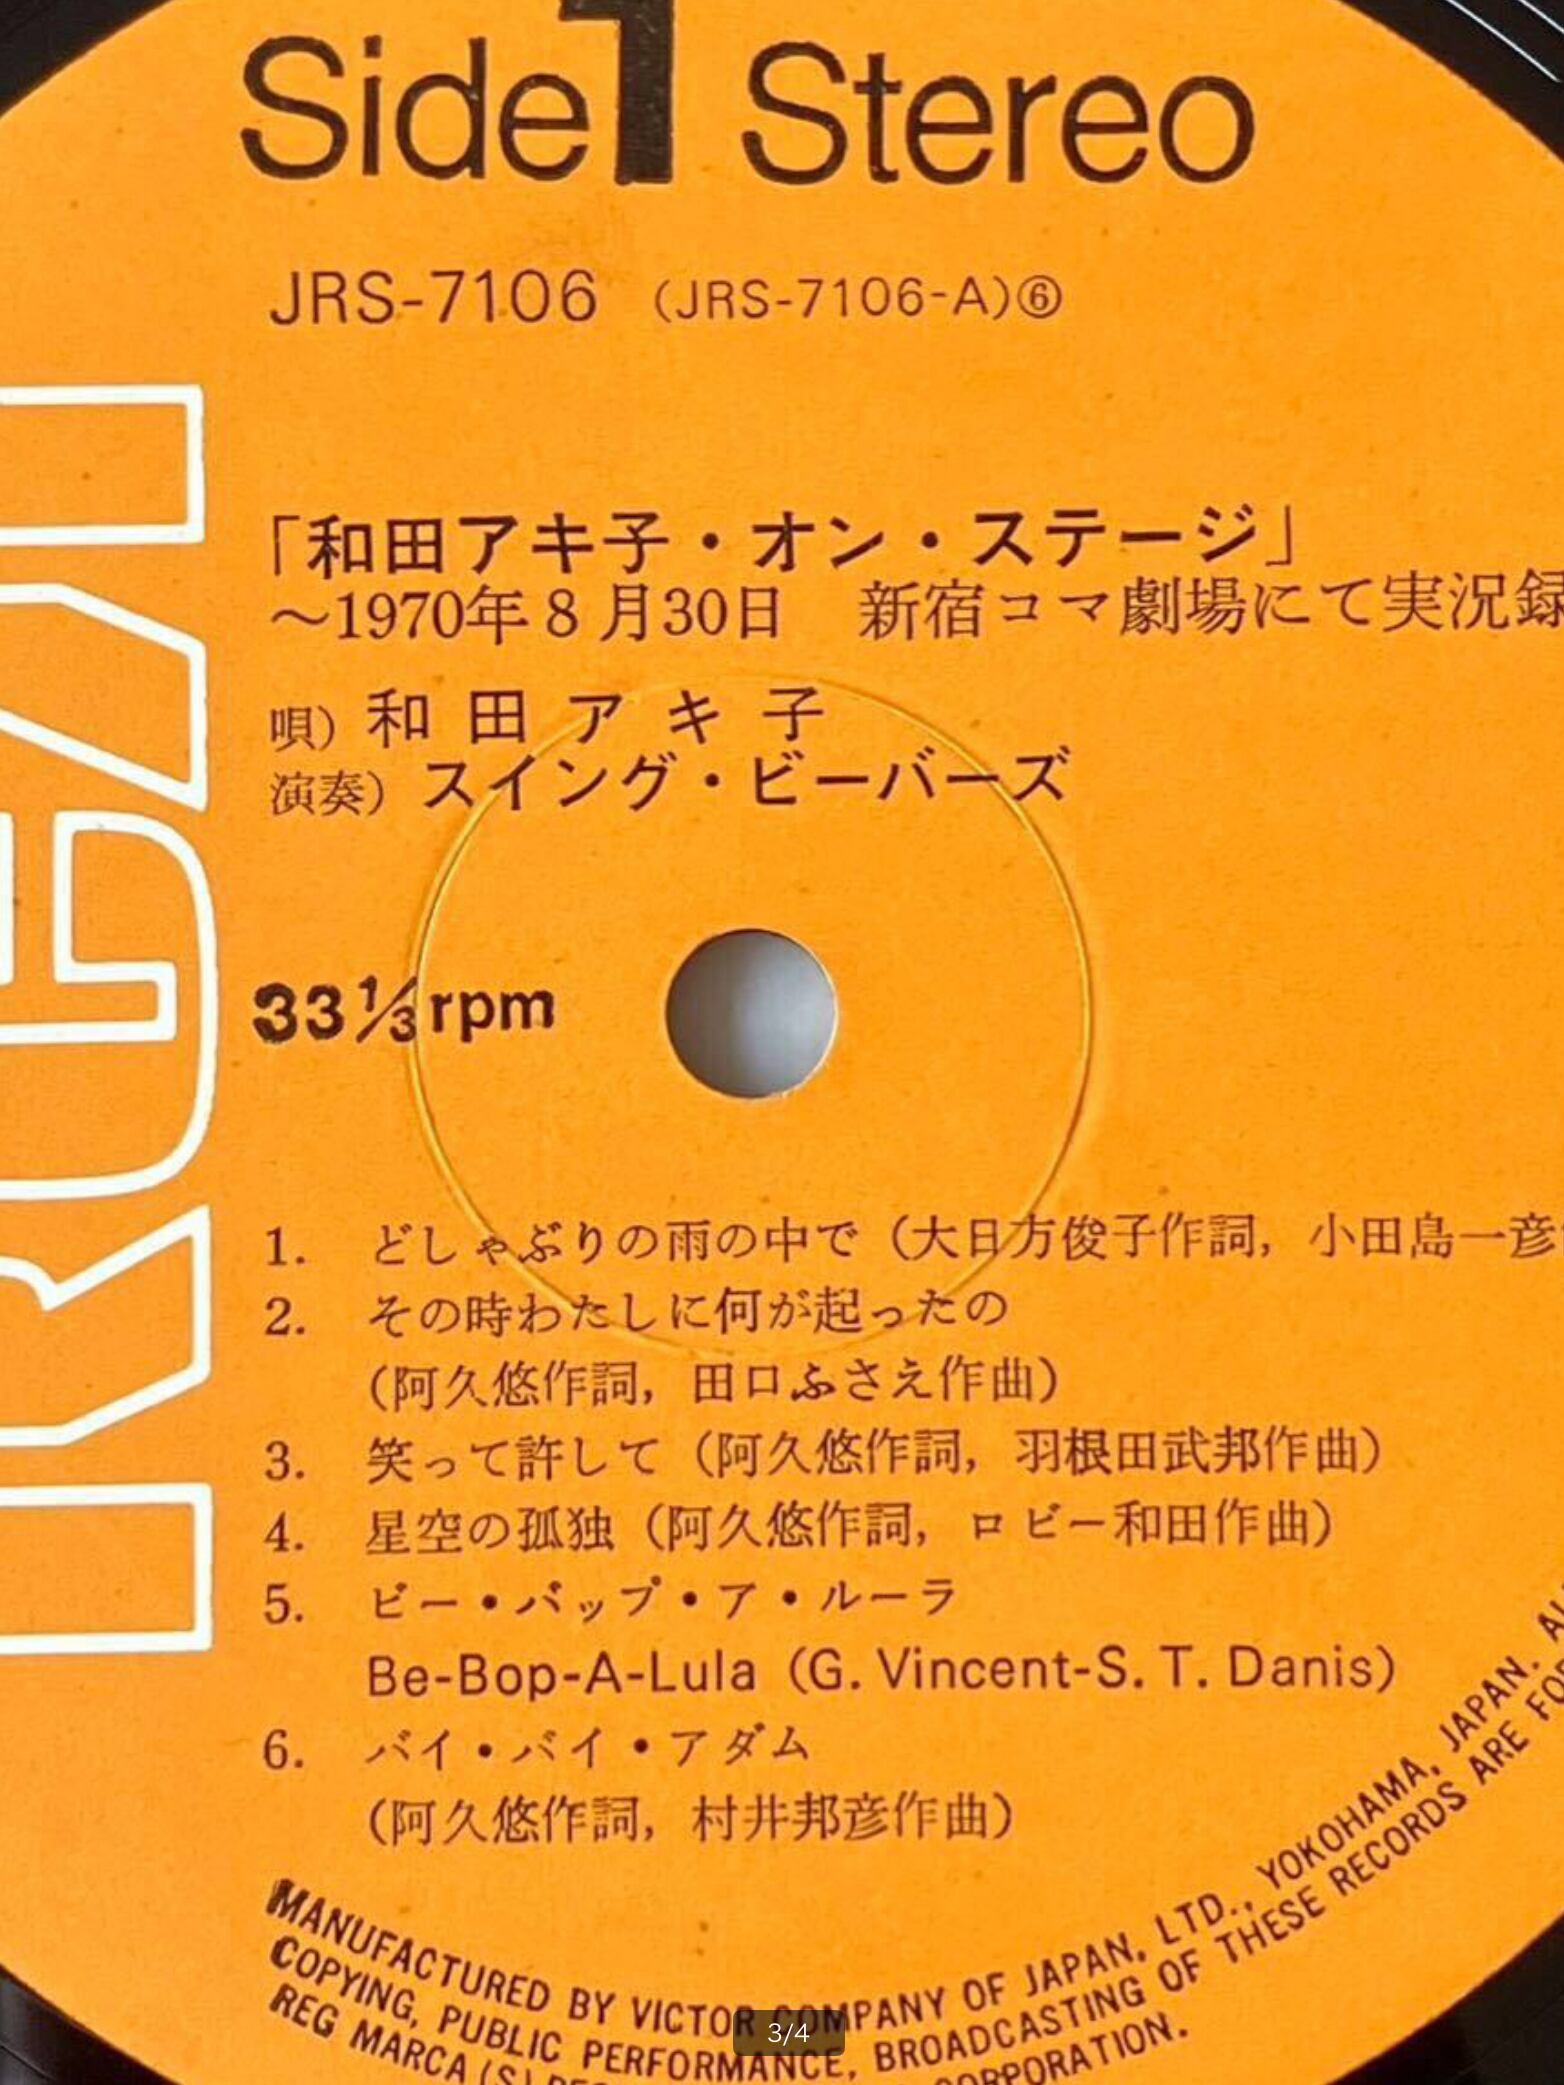 Side 1 Stereo
JRS-7106 (JRS-7106-A)⑥
RCA
「和田アキ子・オン・ステージ」
～1970年8月30日 新宿コマ劇場にて実況録
唄) 和田アキ子
演奏) スイング・ビーバーズ
33⅓rpm
1. どしゃぶりの雨の中で (大日方俊子作詞, 小田島一彦
2. その時わたしに何が起ったの
(阿久悠作詞, 田口ふさえ作曲)
3. 笑って許して (阿久悠作詞, 羽根田武邦作曲)
4. 星空の孤独 (阿久悠作詞, ロビー和田作曲)
5. ビー・バップ・ア・ルーラ
Be-Bop-A-Lula (G. Vincent-S. T. Danis)
6. バイ・バイ・アダム
(阿久悠作詞, 村井邦彦作曲)
MANUFACTURED BY VICTOR COMPANY OF JAPAN, LTD., YOKOHAMA, JAPAN.
COPYING, PUBLIC PERFORMANCE, BROADCASTING OF THESE RECORDS ARE
REG MARCA (S) CORPORATION.
3/4